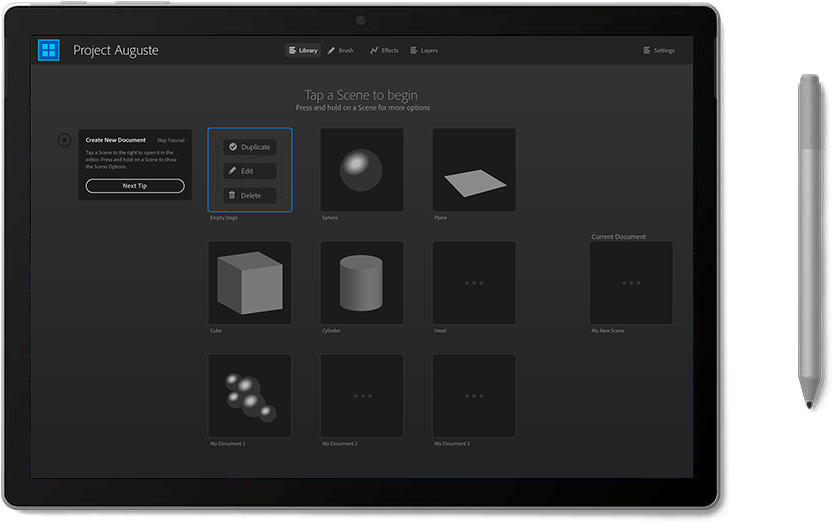 Project Auguste
Library
Brush
Effects
Layers
Settings
Tap a Scene to begin
Press and hold on a Scene for more options
Create New Document
Skip Tutorial
Tap a Scene to the right to open it in the
editor. Press and hold on a Scene to show
the Scene Options
Next Tip
Duplicate
Edit
Delete
Empty Stage
Sphere
Plane
Current Document
Cube
Cylinder
Head
My New Scene
My Document 1
My Document 2
My Document 3